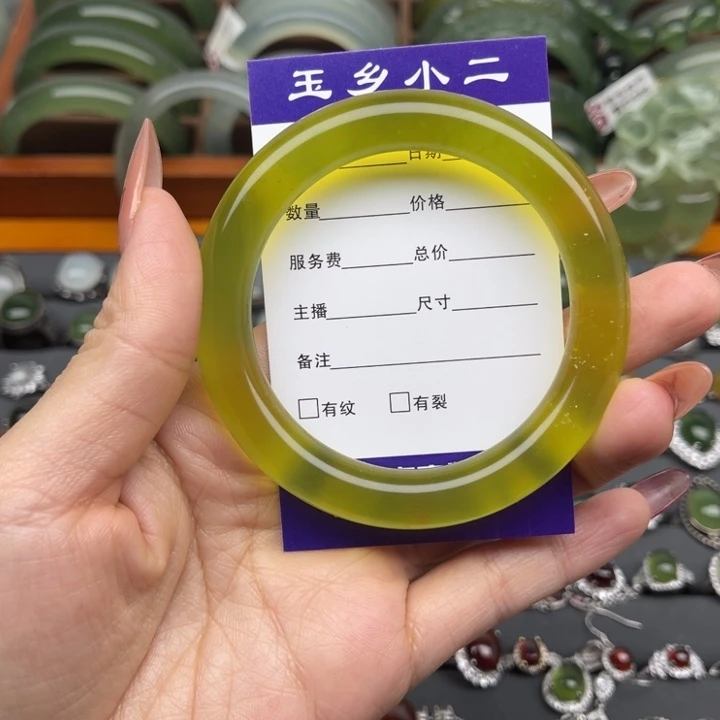 玉乡小二
日期
数量 价格
服务费 总价
主播 尺寸
备注
有纹 有裂